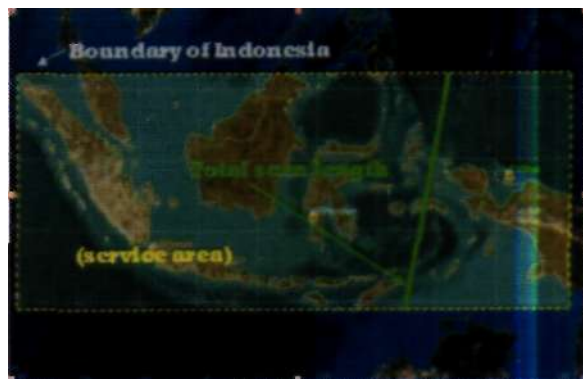 Boundary of Indonesia
Total scan length
(service area)